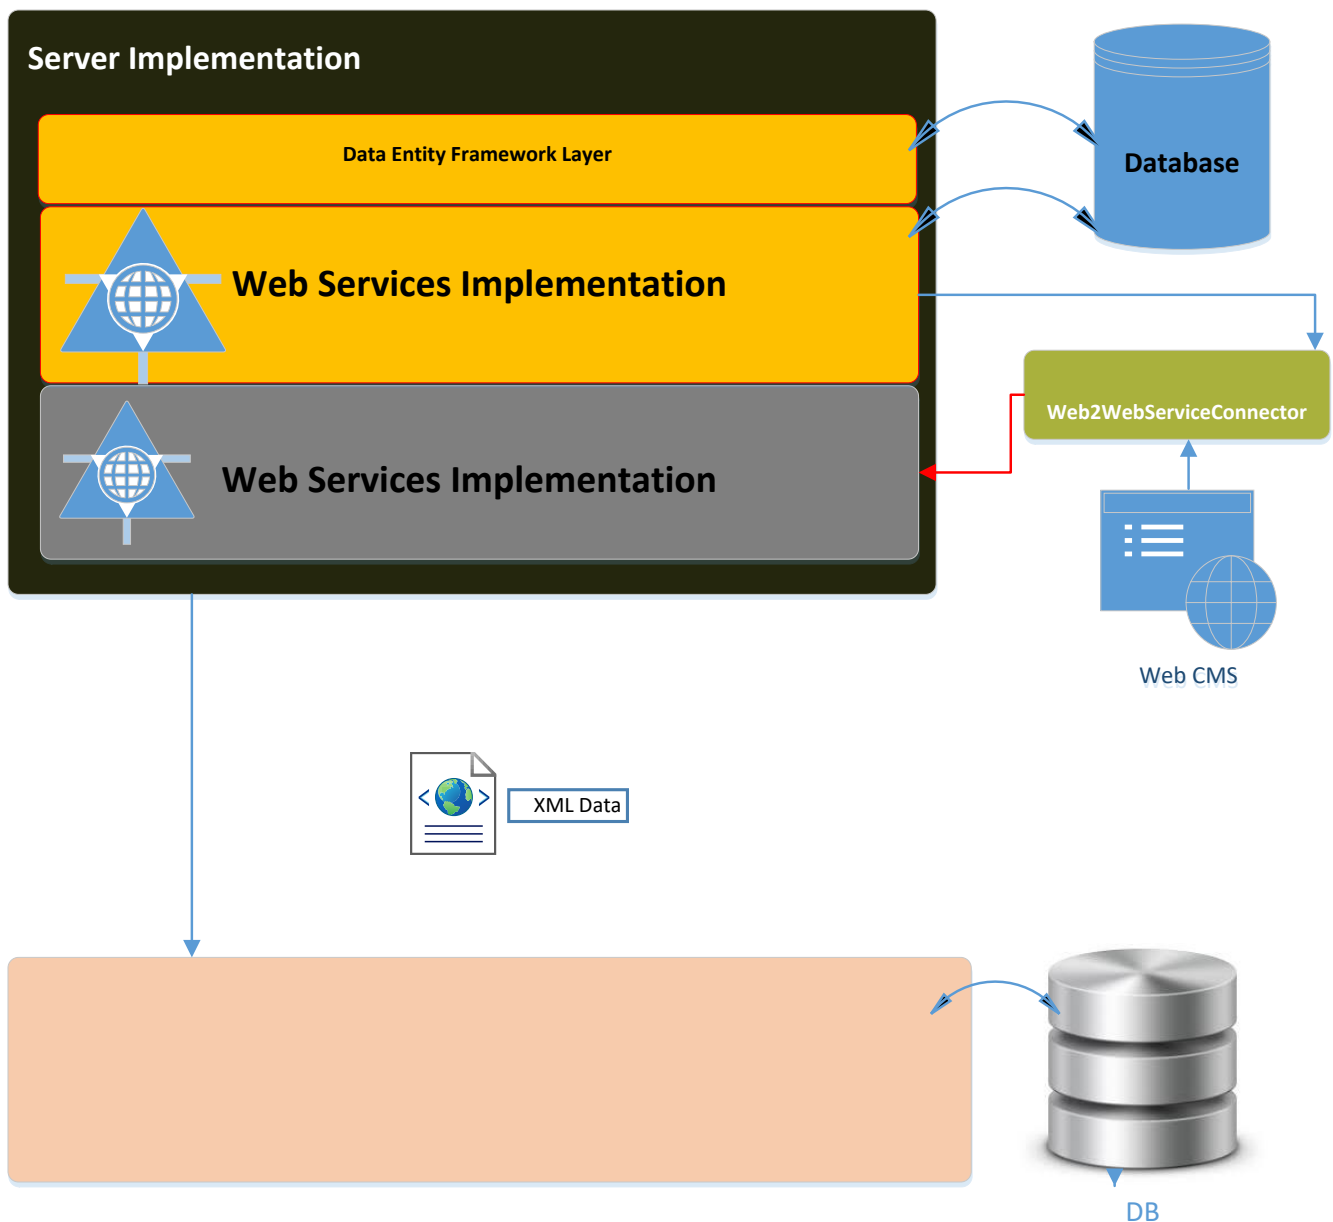 Server Implementation
Data Entity Framework Layer
Database
Web Services Implementation
Web2WebServiceConnector
Web Services Implementation
Web CMS
XML Data
DB